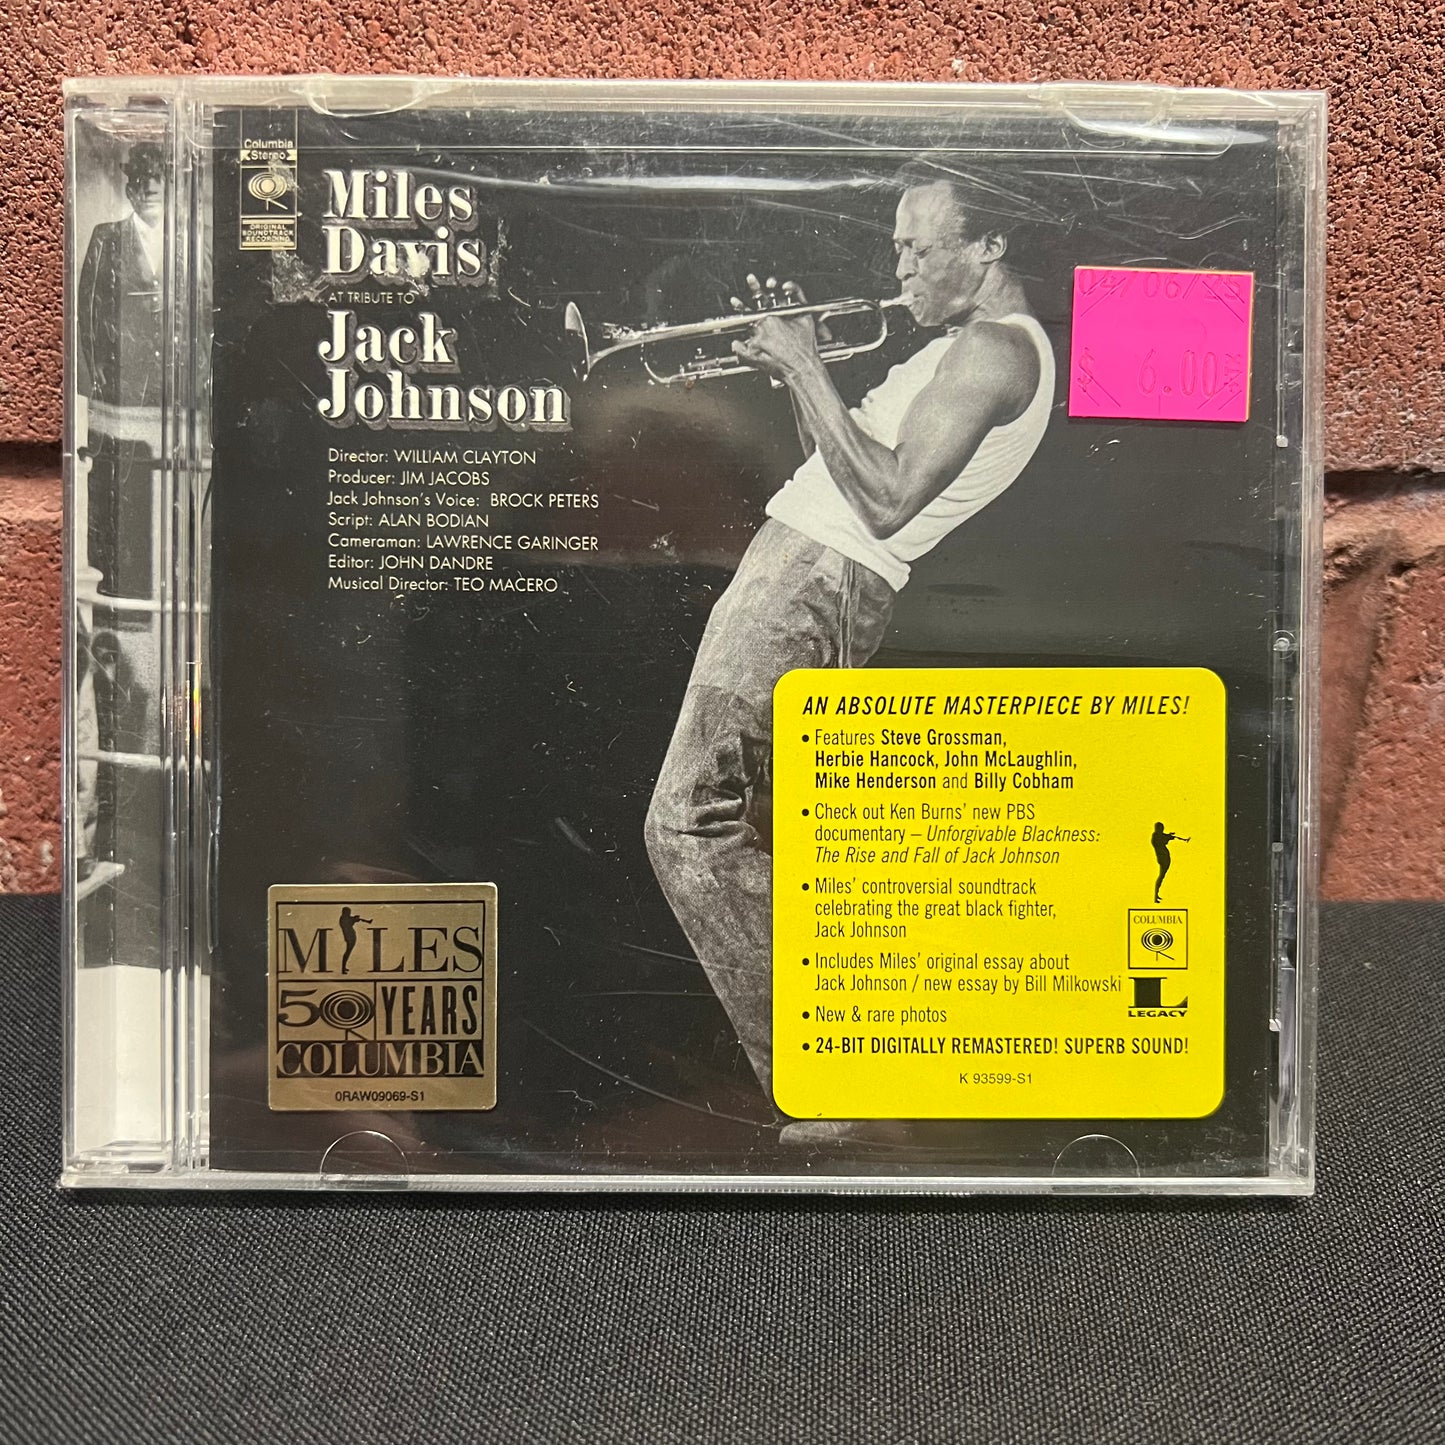 Columbia
Stereo
ORIGINAL
SOUNDTRACK
RECORDING
Miles
Davis
AT TRIBUTE TO
Jack
Johnson
Director: WILLIAM CLAYTON
Producer: JIM JACOBS
Jack Johnson's Voice: BROCK PETERS
Script: ALAN BODIAN
Cameraman: LAWRENCE GARINGER
Editor: JOHN DANDRE
Musical Director: TEO MACERO
$ 6.00
MILES
50 YEARS
COLUMBIA
0RAW09069-S1
AN ABSOLUTE MASTERPIECE BY MILES!
• Features Steve Grossman,
Herbie Hancock, John McLaughlin,
Mike Henderson and Billy Cobham
• Check out Ken Burns' new PBS
documentary – Unforgivable Blackness:
The Rise and Fall of Jack Johnson
• Miles' controversial soundtrack
celebrating the great black fighter,
Jack Johnson
• Includes Miles' original essay about
Jack Johnson / new essay by Bill Milkowski
• New & rare photos
• 24-BIT DIGITALLY REMASTERED! SUPERB SOUND!
K 93599-S1
COLUMBIA
L
LEGACY